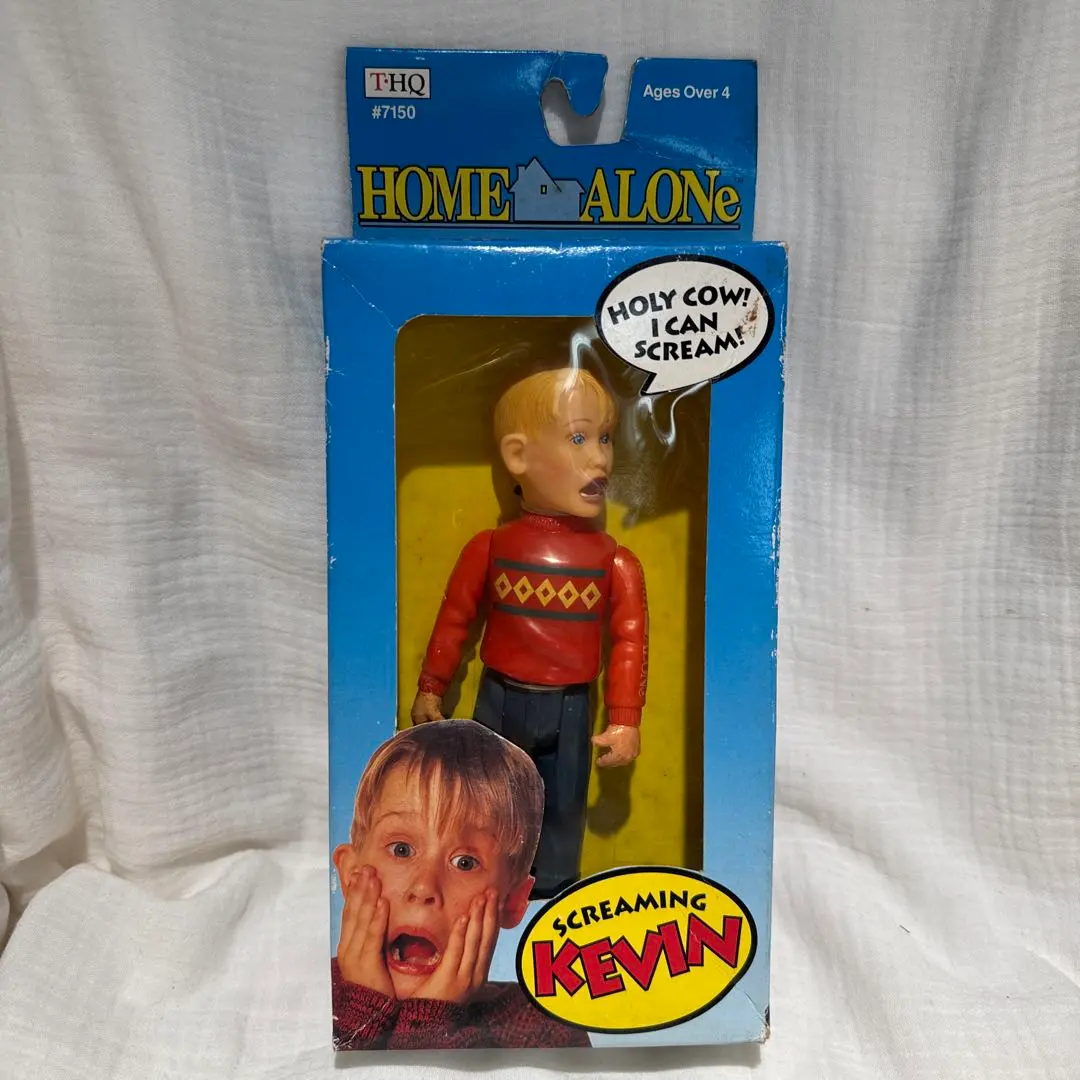 T·HQ
#7150
Ages Over 4
HOME ALONe
HOLY COW!
I CAN
SCREAM!
SCREAMING
KEVIN